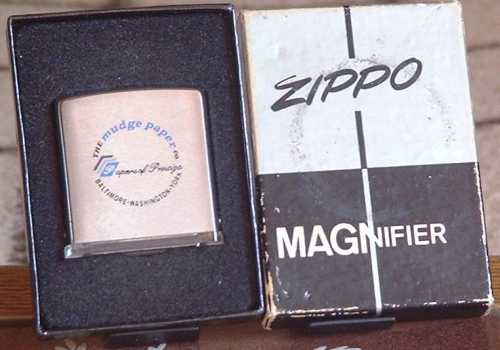 THE mudge paper co.
Papers of Prestige
BALTIMORE-WASHINGTON-YORK
ZIPPO
MAGNIFIER